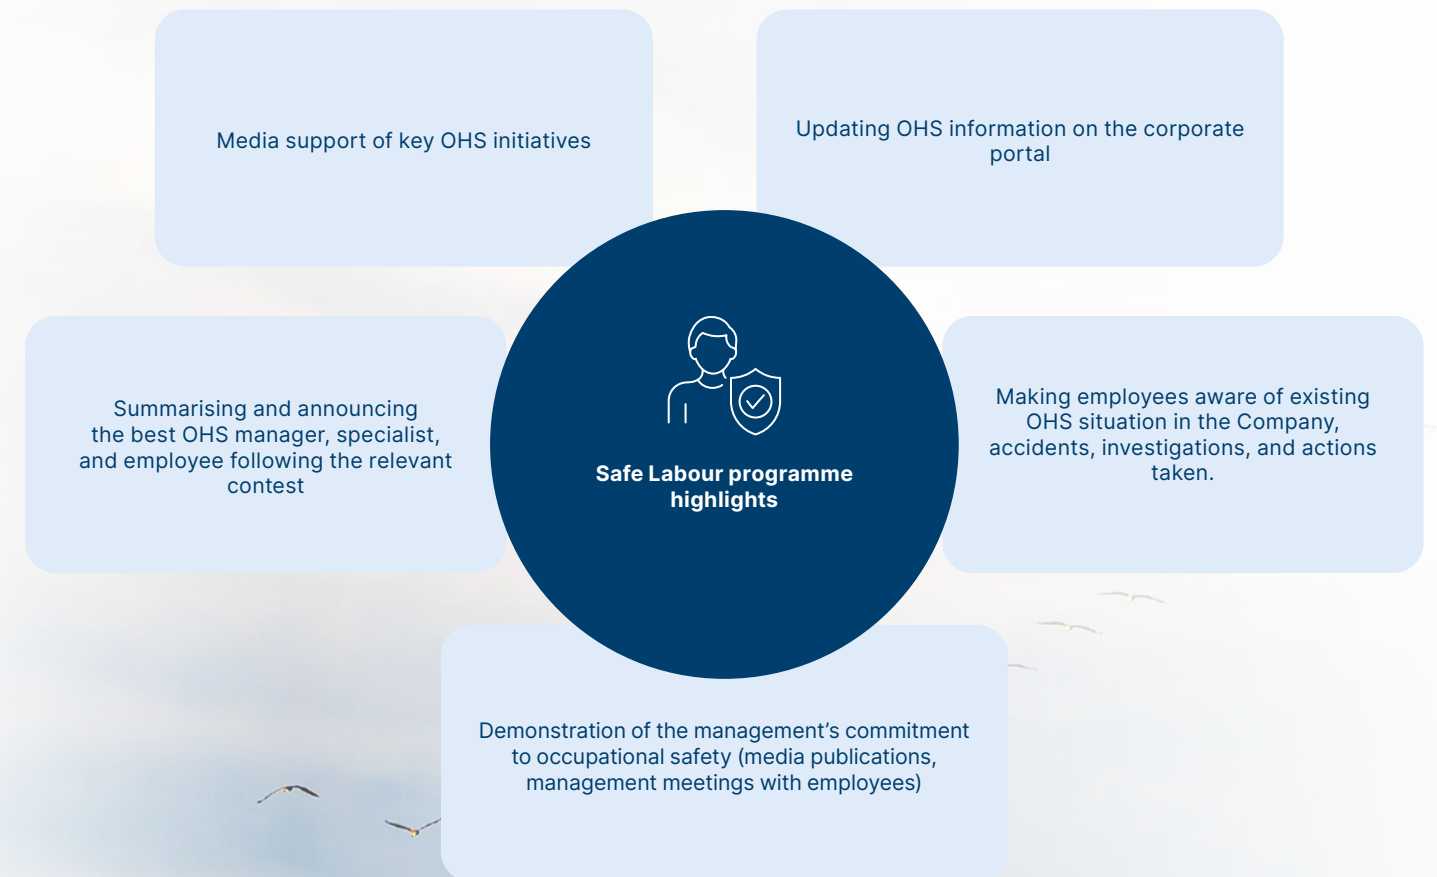 Media support of key OHS initiatives
Updating OHS information on the corporate
portal
Summarising and announcing
the best OHS manager, specialist,
and employee following the relevant
contest
Safe Labour programme
highlights
Making employees aware of existing
OHS situation in the Company,
accidents, investigations, and actions
taken.
Demonstration of the management’s commitment
to occupational safety (media publications,
management meetings with employees)